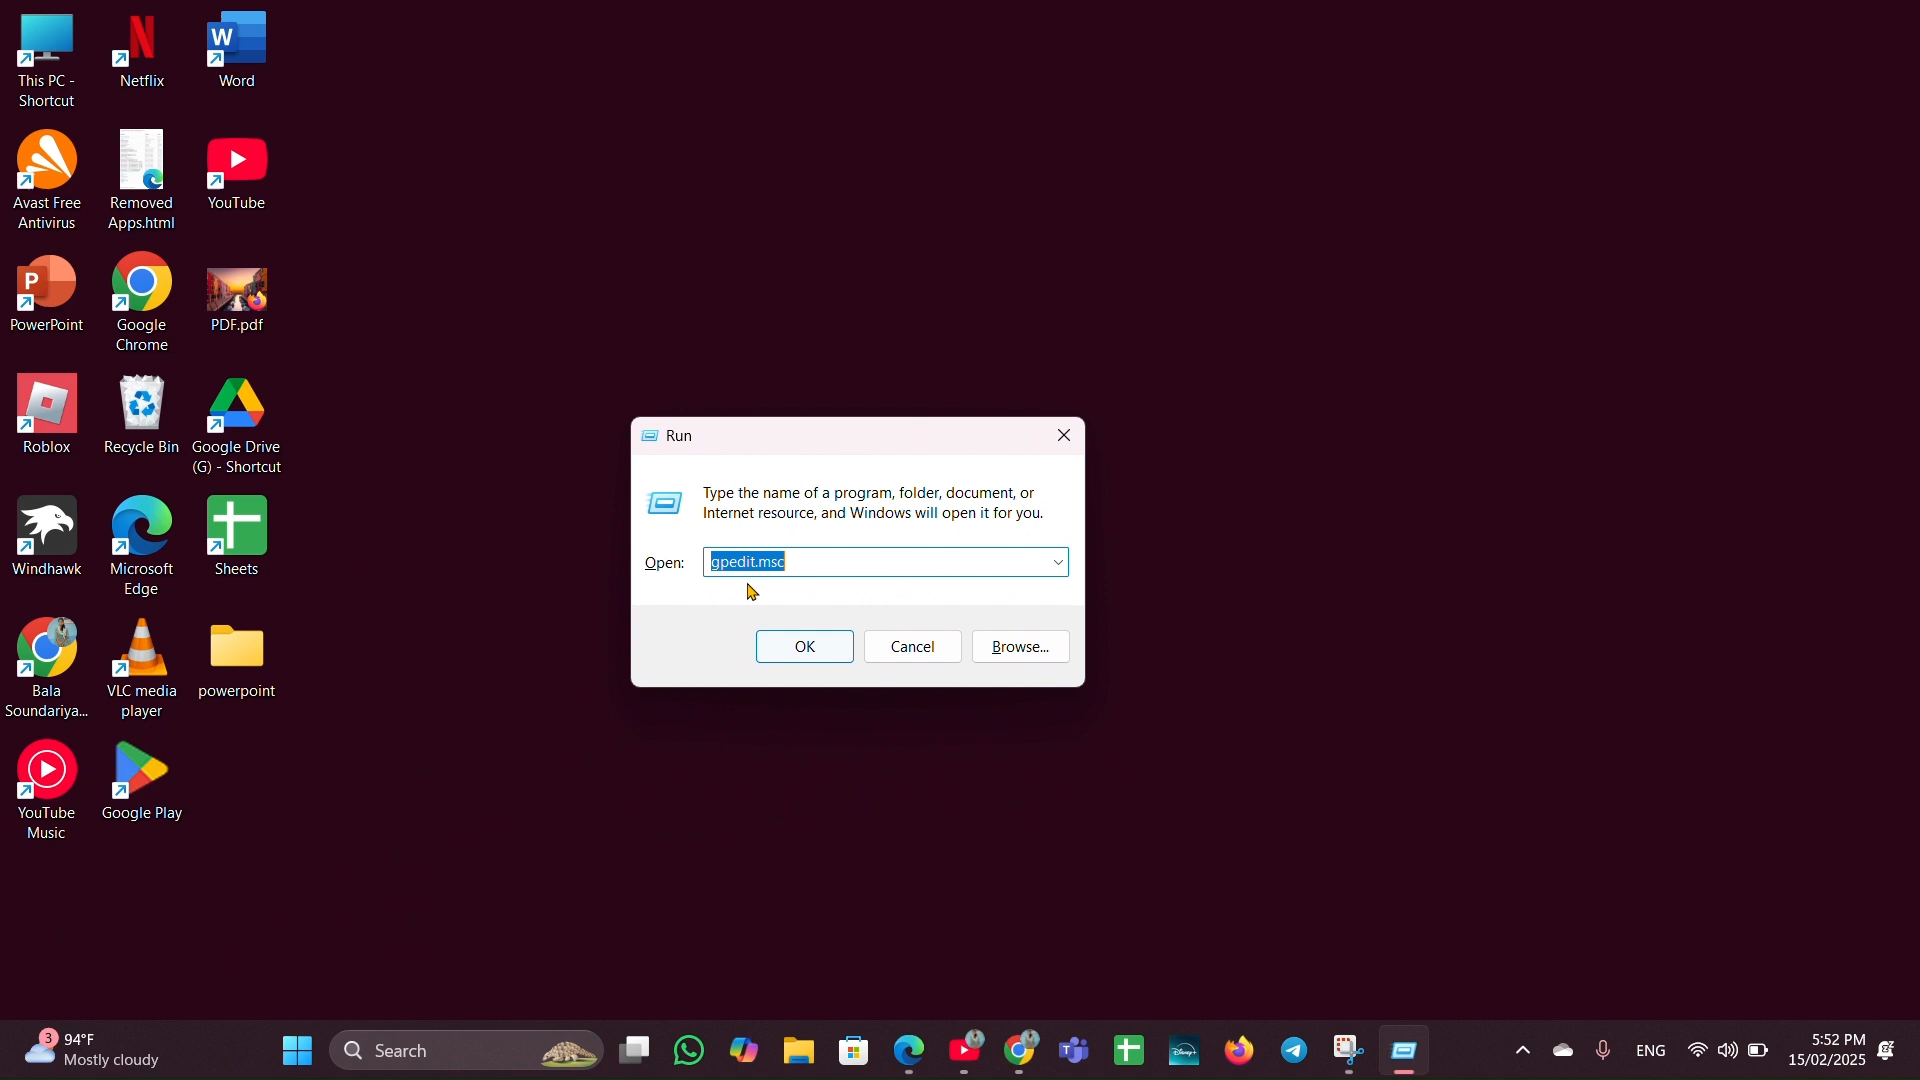 This PC -
Shortcut
Netflix
W
Word
Avast Free
Antivirus
Removed
Apps.html
YouTube
P
PowerPoint
Google
Chrome
PDF.pdf
Roblox
Recycle Bin
Google Drive
(G) - Shortcut
Windhawk
Microsoft
Edge
Sheets
Bala
Soundariya...
VLC media
player
powerpoint
YouTube
Music
Google Play
Run
Type the name of a program, folder, document, or
Internet resource, and Windows will open it for you.
Open:
gpedit.msc
OK
Cancel
Browse...
3
94°F
Mostly cloudy
Search
Disney+
ENG
5:52 PM
15/02/2025